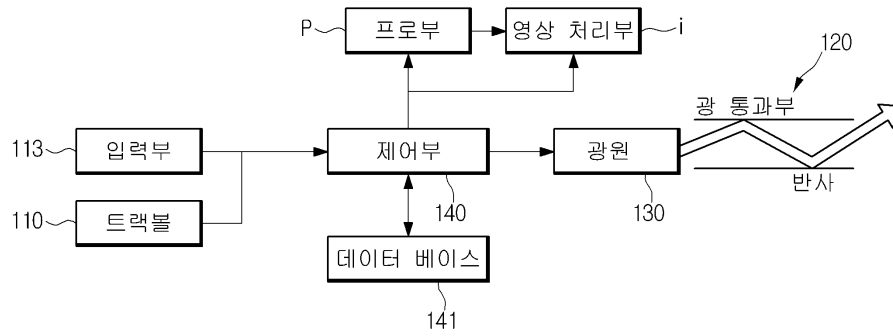 P
프로부
영상 처리부
i
120
광 통과부
113
입력부
제어부
광원
반사
110
트랙볼
140
130
데이터 베이스
141